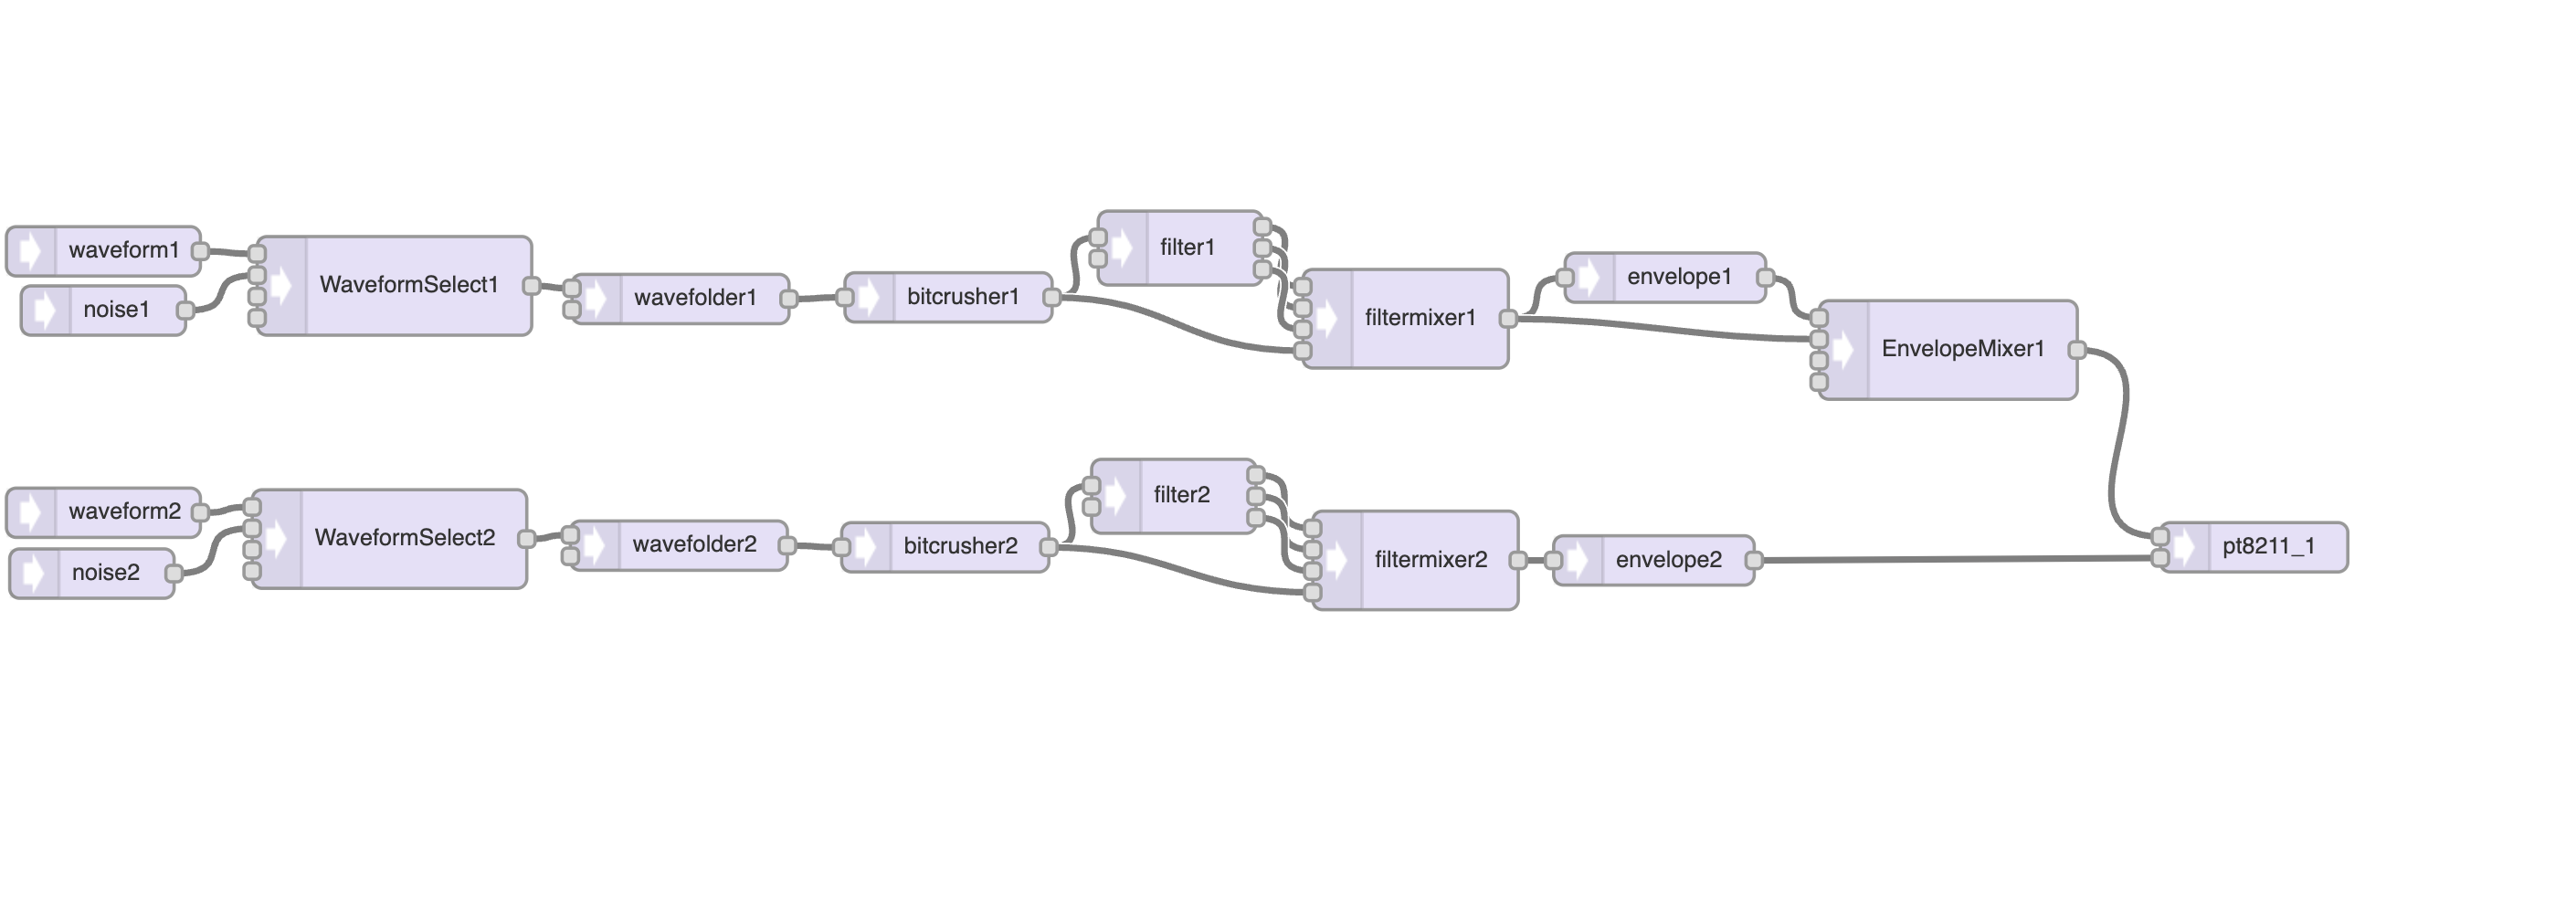 waveform1
noise1
WaveformSelect1
wavefolder1
bitcrusher1
filter1
filtermixer1
envelope1
EnvelopeMixer1
waveform2
noise2
WaveformSelect2
wavefolder2
bitcrusher2
filter2
filtermixer2
envelope2
pt8211_1